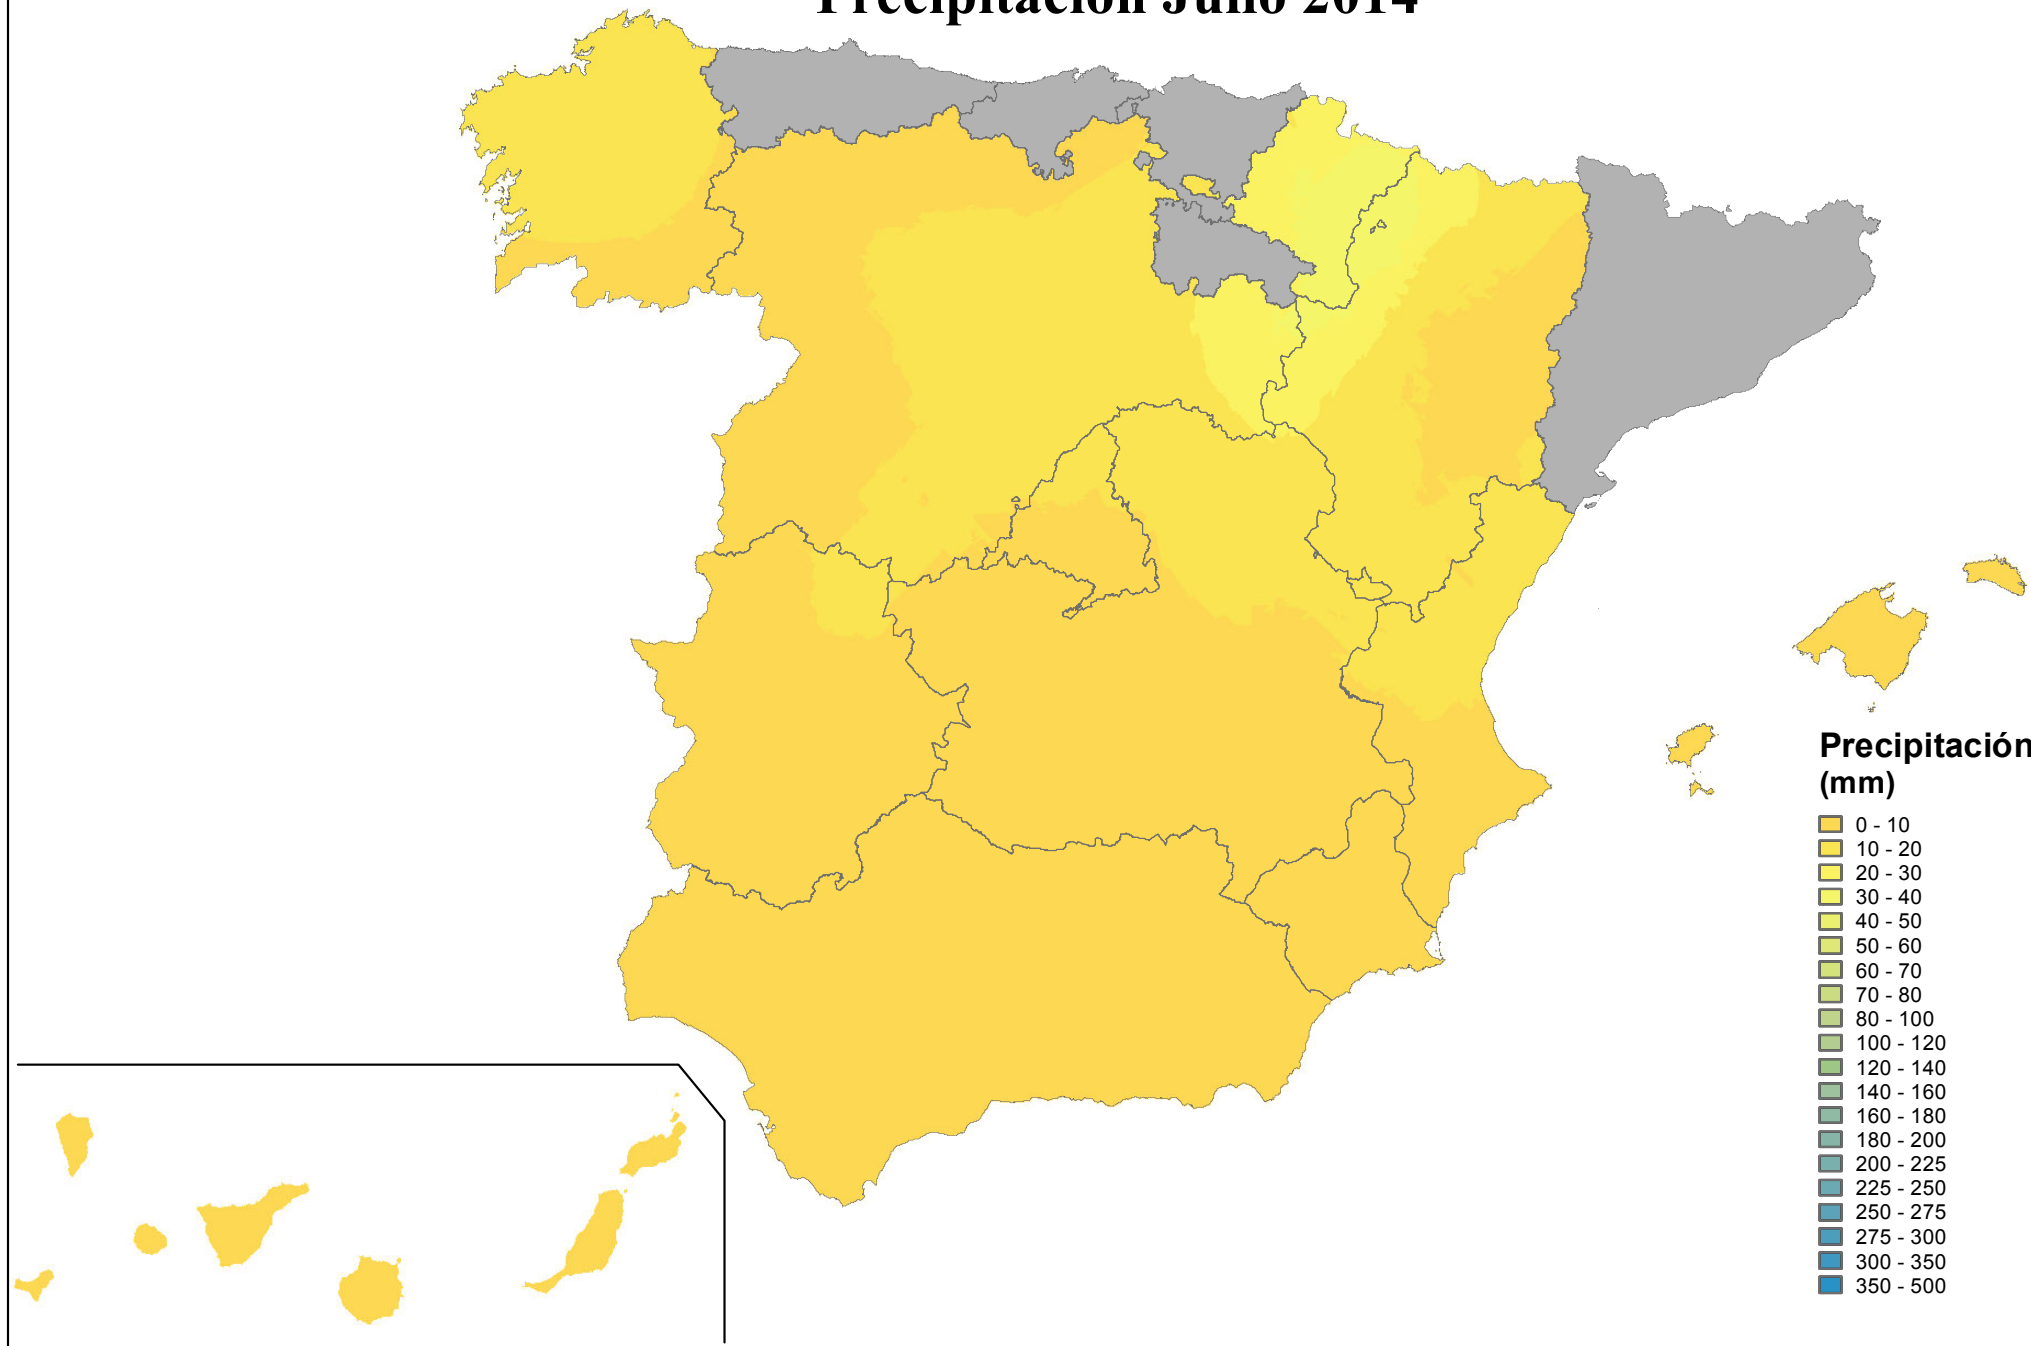 Precipitación Julio 2014
Precipitación
(mm)
0 - 10
10 - 20
20 - 30
30 - 40
40 - 50
50 - 60
60 - 70
70 - 80
80 - 100
100 - 120
120 - 140
140 - 160
160 - 180
180 - 200
200 - 225
225 - 250
250 - 275
275 - 300
300 - 350
350 - 500